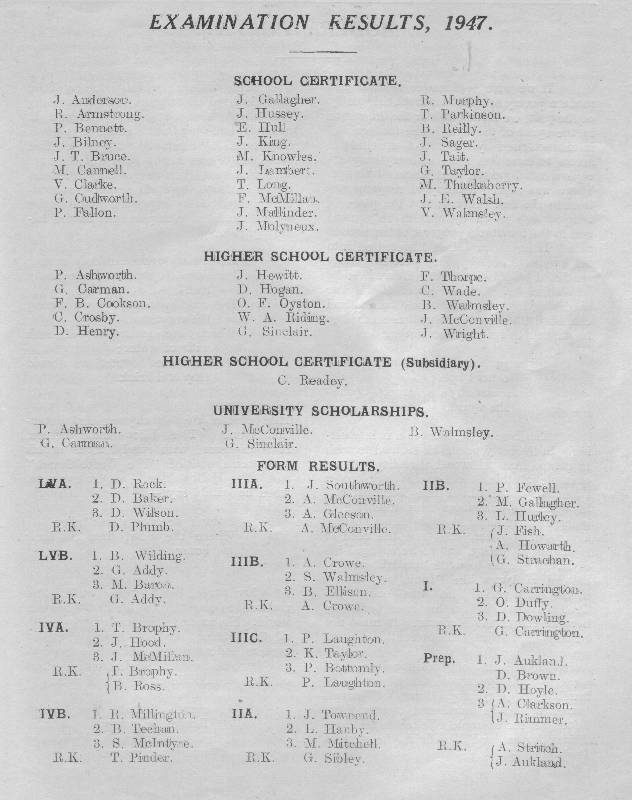 EXAMINATION RESULTS, 1947.
SCHOOL CERTIFICATE.
J. Anderson.
R. Armstrong.
P. Bennett.
J. Bilney.
J. T. Bruce.
M. Cannell.
V. Clarke.
G. Cudworth.
P. Fallon.
J. Gallagher.
J. Hussey.
E. Hull
J. King.
M. Knowles.
J. Lambert.
T. Long.
F. McMillan.
J. Mallinder.
J. Molyneux.
R. Murphy.
T. Parkinson.
B. Reilly.
J. Sager.
J. Tait.
G. Taylor.
M. Thackaberry.
J. E. Walsh.
V. Walmsley.
HIGHER SCHOOL CERTIFICATE.
P. Ashworth.
G. Carman.
F. B. Cookson.
C. Crosby.
D. Henry.
J. Hewitt.
D. Hogan.
O. F. Oyston.
W. A. Riding.
G. Sinclair.
F. Thorpe.
C. Wade.
B. Walmsley.
J. McConville.
J. Wright.
HIGHER SCHOOL CERTIFICATE (Subsidiary).
C. Readey.
UNIVERSITY SCHOLARSHIPS.
P. Ashworth.
G. Carman.
J. McConville.
G. Sinclair.
B. Walmsley.
FORM RESULTS.
LVA. 1. D. Rock.
2. D. Baker.
3. D. Wilson.
R.K. D. Plumb.
LVB. 1. B. Wilding.
2. G. Addy.
3. M. Baron.
R.K. G. Addy.
IVA. 1. T. Brophy.
2. J. Hood.
3. J. McMillan.
R.K. T. Brophy.
B. Ross.
IVB. 1. R. Millington.
2. B. Teehan.
3. S. McIntyre.
R.K. T. Pinder.
IIIA. 1. J. Southworth.
2. A. McConville.
3. A. Gleeson.
R.K. A. McConville.
IIIB. 1. A. Crowe.
2. S. Walmsley.
3. B. Ellison.
R.K. A. Crowe.
IIIC. 1. P. Laughton.
2. K. Taylor.
3. P. Bottomly.
R.K. P. Laughton.
IIA. 1. J. Townend.
2. L. Hanby.
3. M. Mitchell.
R.K. G. Sibley.
IIB. 1. P. Fewell.
2. M. Gallagher.
3. L. Hurley.
R.K. J. Fish.
A. Howarth.
G. Strachan.
I. 1. G. Carrington.
2. O. Duffy.
3. D. Dowling.
R.K. G. Carrington.
Prep. 1. J. Aukland.
D. Brown.
2. D. Hoyle.
3 A. Clarkson.
J. Rimmer.
R.K. A. Stritch.
J. Aukland.